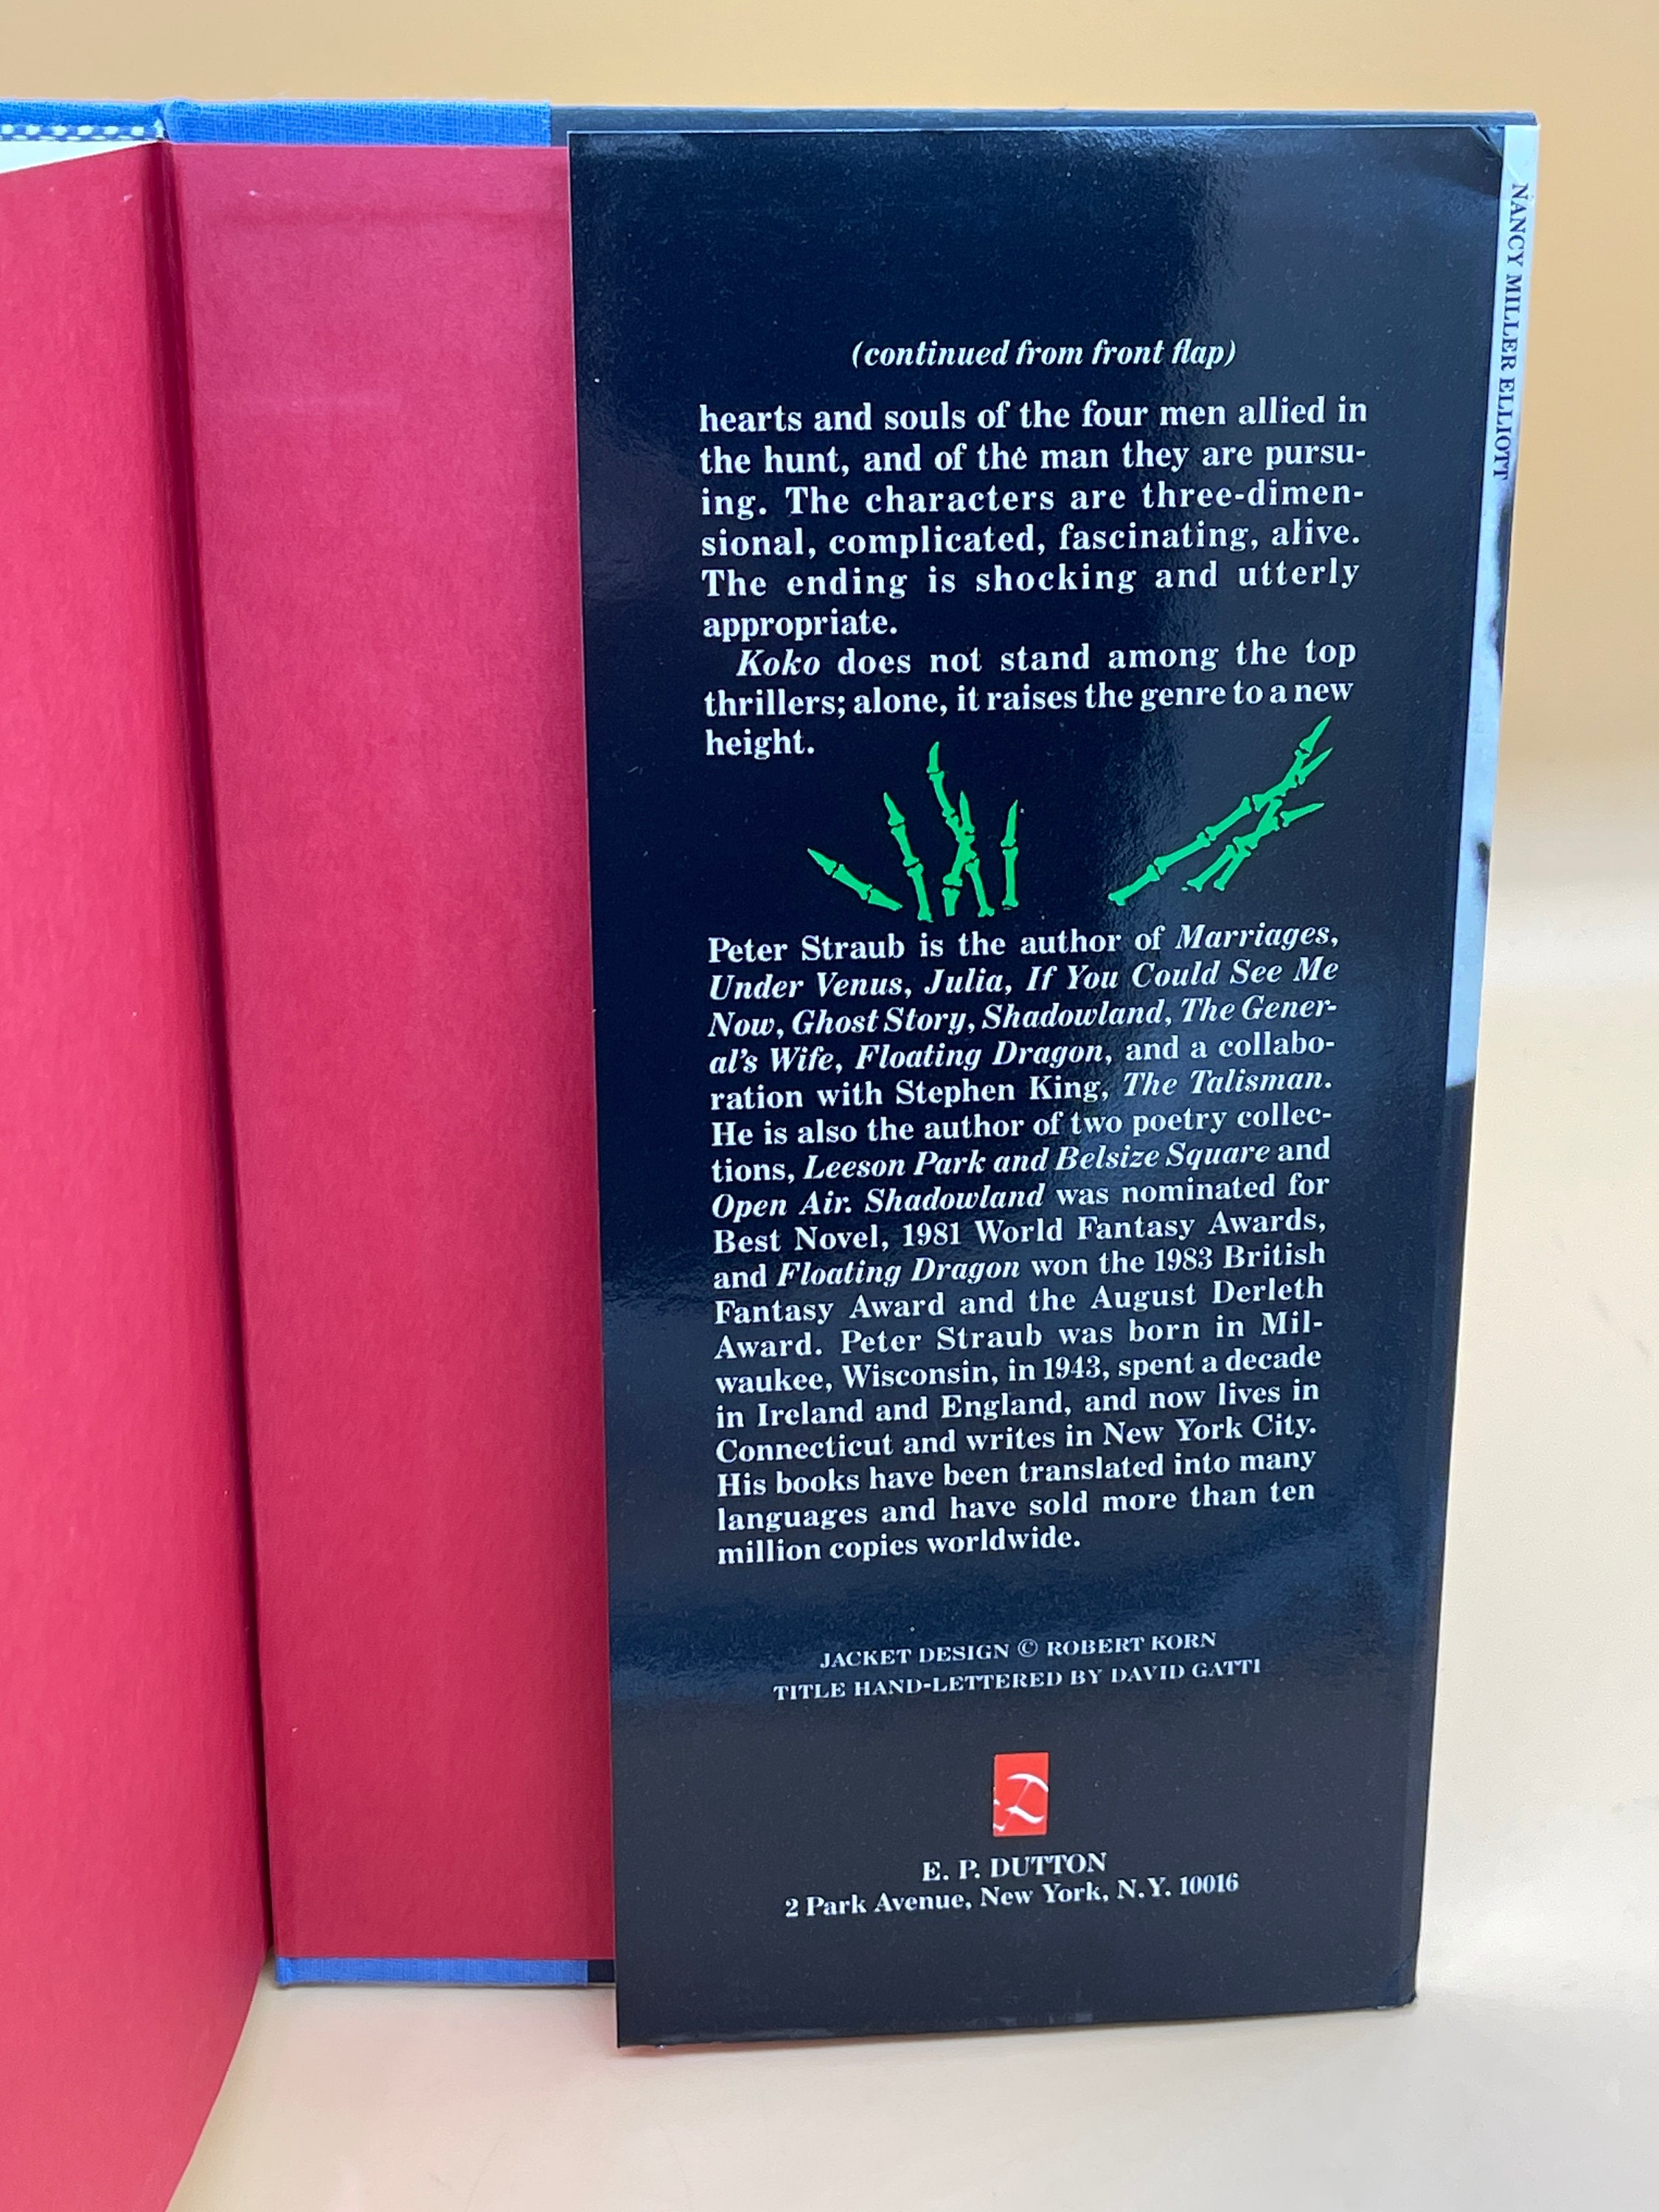 (continued from front flap)
hearts and souls of the four men allied in
the hunt, and of the man they are pursu-
ing. The characters are three-dimen-
sional, complicated, fascinating, alive.
The ending is shocking and utterly
appropriate.
Koko does not stand among the top
thrillers; alone, it raises the genre to a new
height.
Peter Straub is the author of Marriages,
Under Venus, Julia, If You Could See Me
Now, Ghost Story, Shadowland, The Gener-
al's Wife, Floating Dragon, and a collabo-
ration with Stephen King, The Talisman.
He is also the author of two poetry collec-
tions, Leeson Park and Belsize Square and
Open Air. Shadowland was nominated for
Best Novel, 1981 World Fantasy Awards,
and Floating Dragon won the 1983 British
Fantasy Award and the August Derleth
Award. Peter Straub was born in Mil-
waukee, Wisconsin, in 1943, spent a decade
in Ireland and England, and now lives in
Connecticut and writes in New York City.
His books have been translated into many
languages and have sold more than ten
million copies worldwide.
JACKET DESIGN © ROBERT KORN
TITLE HAND-LETTERED BY DAVID GATTI
E. P. DUTTON
2 Park Avenue, New York, N.Y. 10016
NANCY MILLER ELLIOTT